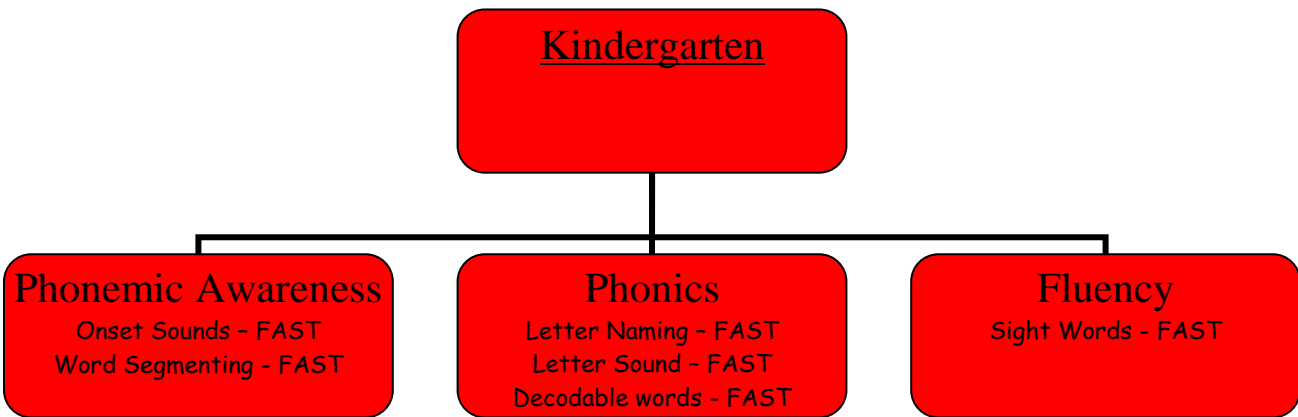 Kindergarten
Phonemic Awareness
Onset Sounds – FAST
Word Segmenting - FAST
Phonics
Letter Naming – FAST
Letter Sound – FAST
Decodable words - FAST
Fluency
Sight Words - FAST